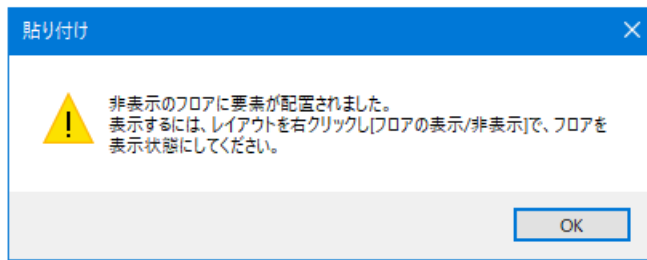 貼り付け
非表示のフロアに要素が配置されました。
表示するには、レイアウトを右クリックし[フロアの表示/非表示]で、フロアを
表示状態にしてください。
OK